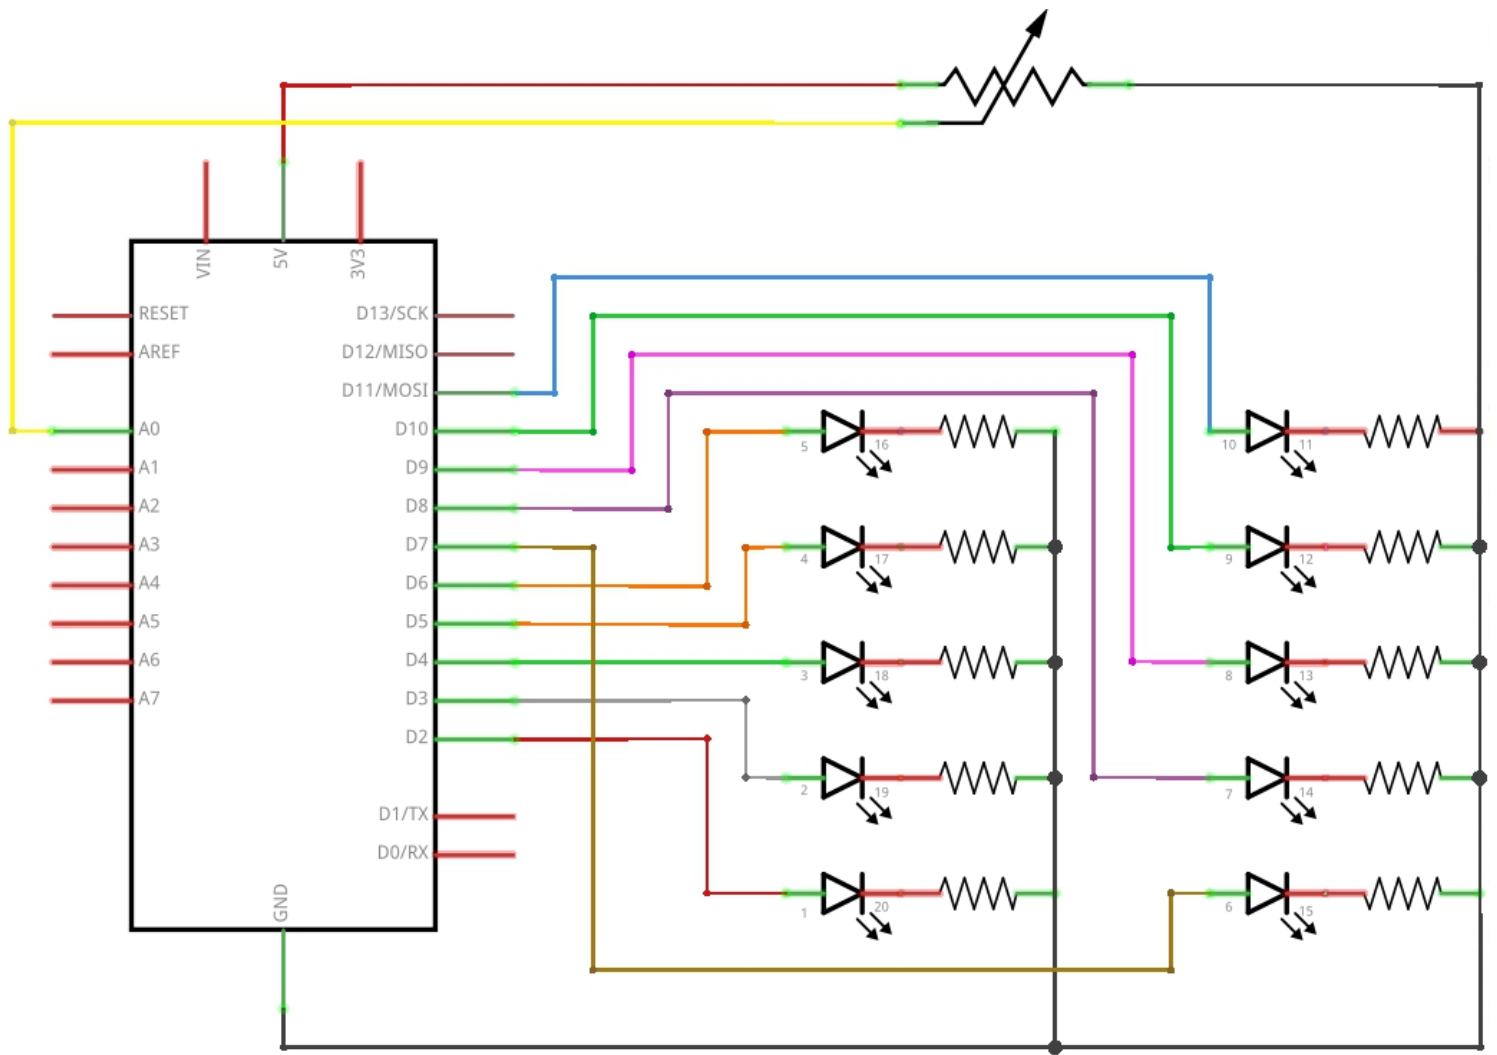 VIN
5V
3V3
RESET
D13/SCK
AREF
D12/MISO
D11/MOSI
A0
D10
A1
D9
A2
D8
A3
D7
A4
D6
A5
D5
A6
D4
A7
D3
D2
D1/TX
D0/RX
GND
5 16
10 11
4 17
9 12
3 18
8 13
2 19
7 14
1 20
6 15